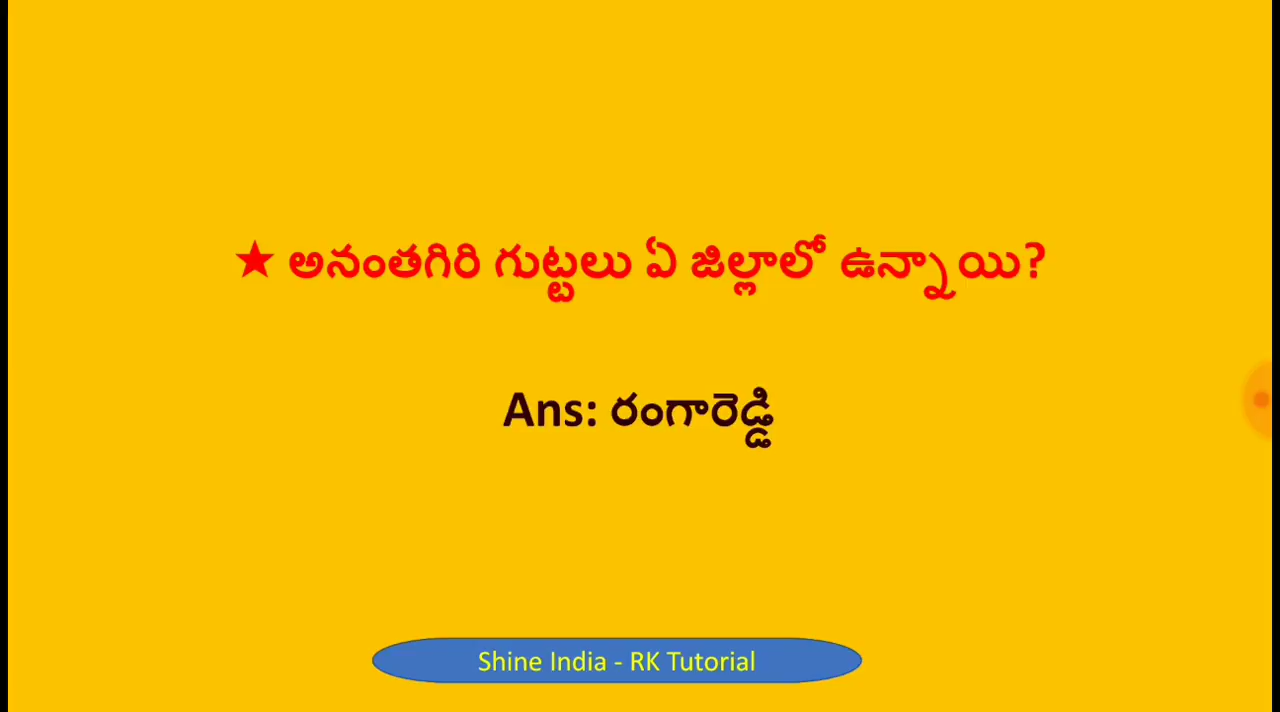 ★ అనంతగిరి గుట్టలు ఏ జిల్లాలో ఉన్నాయి?
Ans: రంగారెడ్డి
Shine India - RK Tutorial